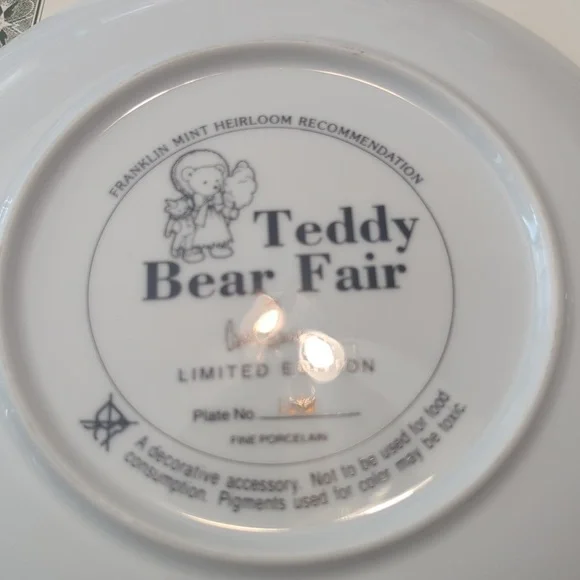 FRANKLIN MINT HEIRLOOM RECOMMENDATION
Teddy
Bear Fair
LIMITED
Plate No
FINE PORCELAIN
A decorative accessory. Not to be used for food
consumption. Pigments used for color may be toxic.